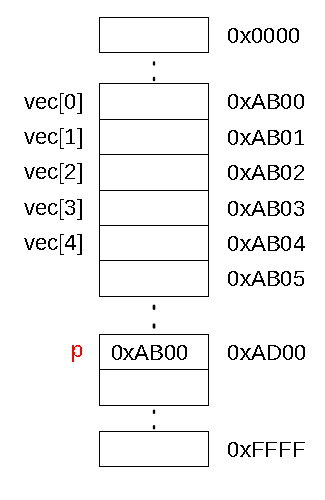 0x0000
vec[0] 0xAB00
vec[1] 0xAB01
vec[2] 0xAB02
vec[3] 0xAB03
vec[4] 0xAB04
0xAB05
p 0xAB00 0xAD00
0xFFFF